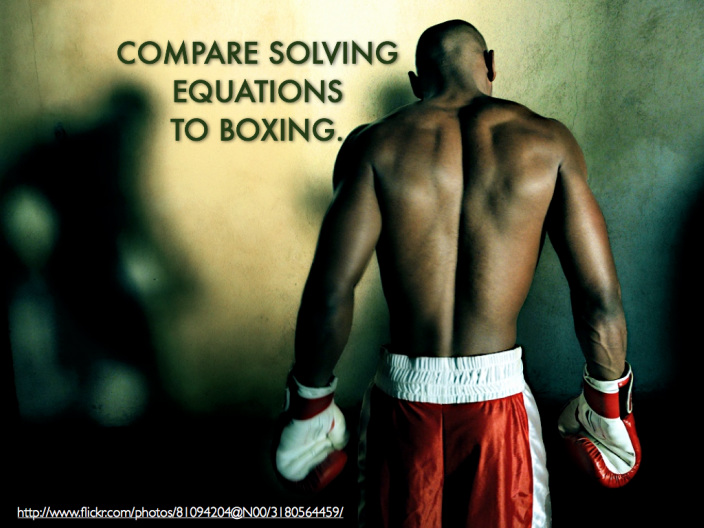 COMPARE SOLVING
EQUATIONS
TO BOXING.
http://www.flickr.com/photos/81094204@N00/3180564459/